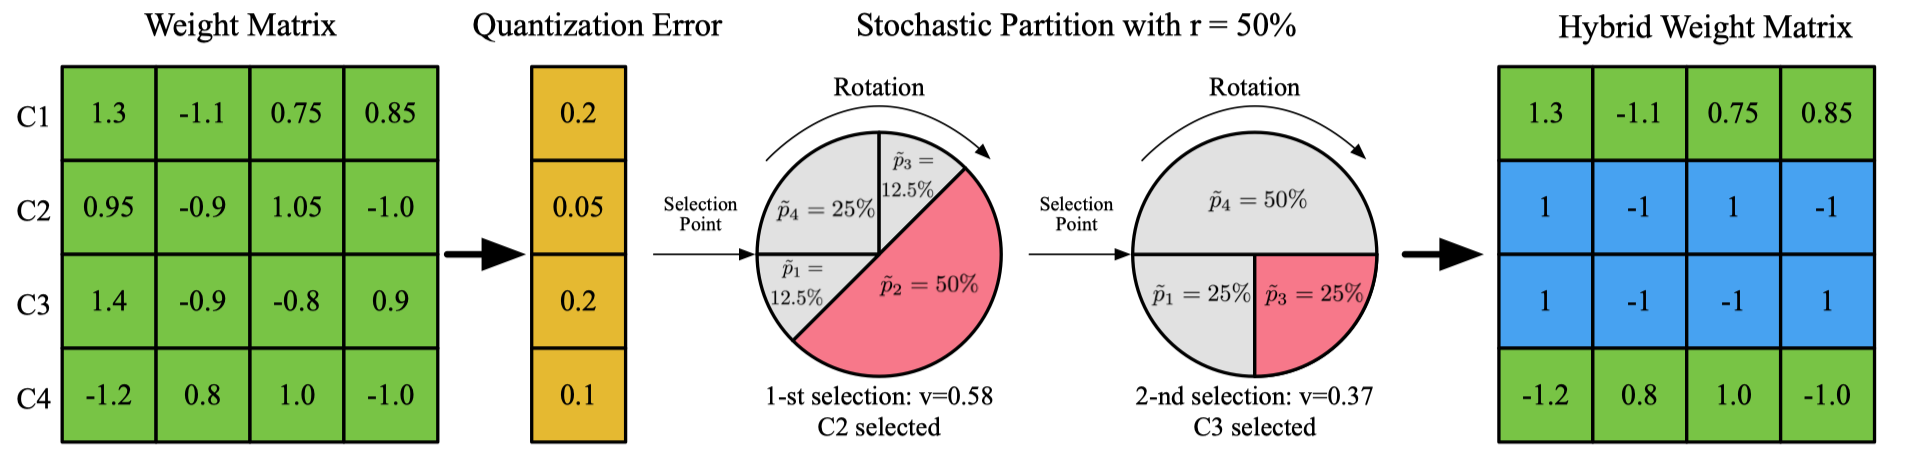 Weight Matrix
Quantization Error
Stochastic Partition with r = 50%
Hybrid Weight Matrix
C1 1.3 -1.1 0.75 0.85
C2 0.95 -0.9 1.05 -1.0
C3 1.4 -0.9 -0.8 0.9
C4 -1.2 0.8 1.0 -1.0
0.2
0.05
0.2
0.1
Selection
Point
Rotation
p̃₃ =
12.5%
p̃₄ = 25%
p̃₁ =
12.5%
p̃₂ = 50%
1-st selection: v=0.58
C2 selected
Selection
Point
Rotation
p̃₄ = 50%
p̃₁ = 25%
p̃₃ = 25%
2-nd selection: v=0.37
C3 selected
1.3 -1.1 0.75 0.85
1 -1 1 -1
1 -1 -1 1
-1.2 0.8 1.0 -1.0